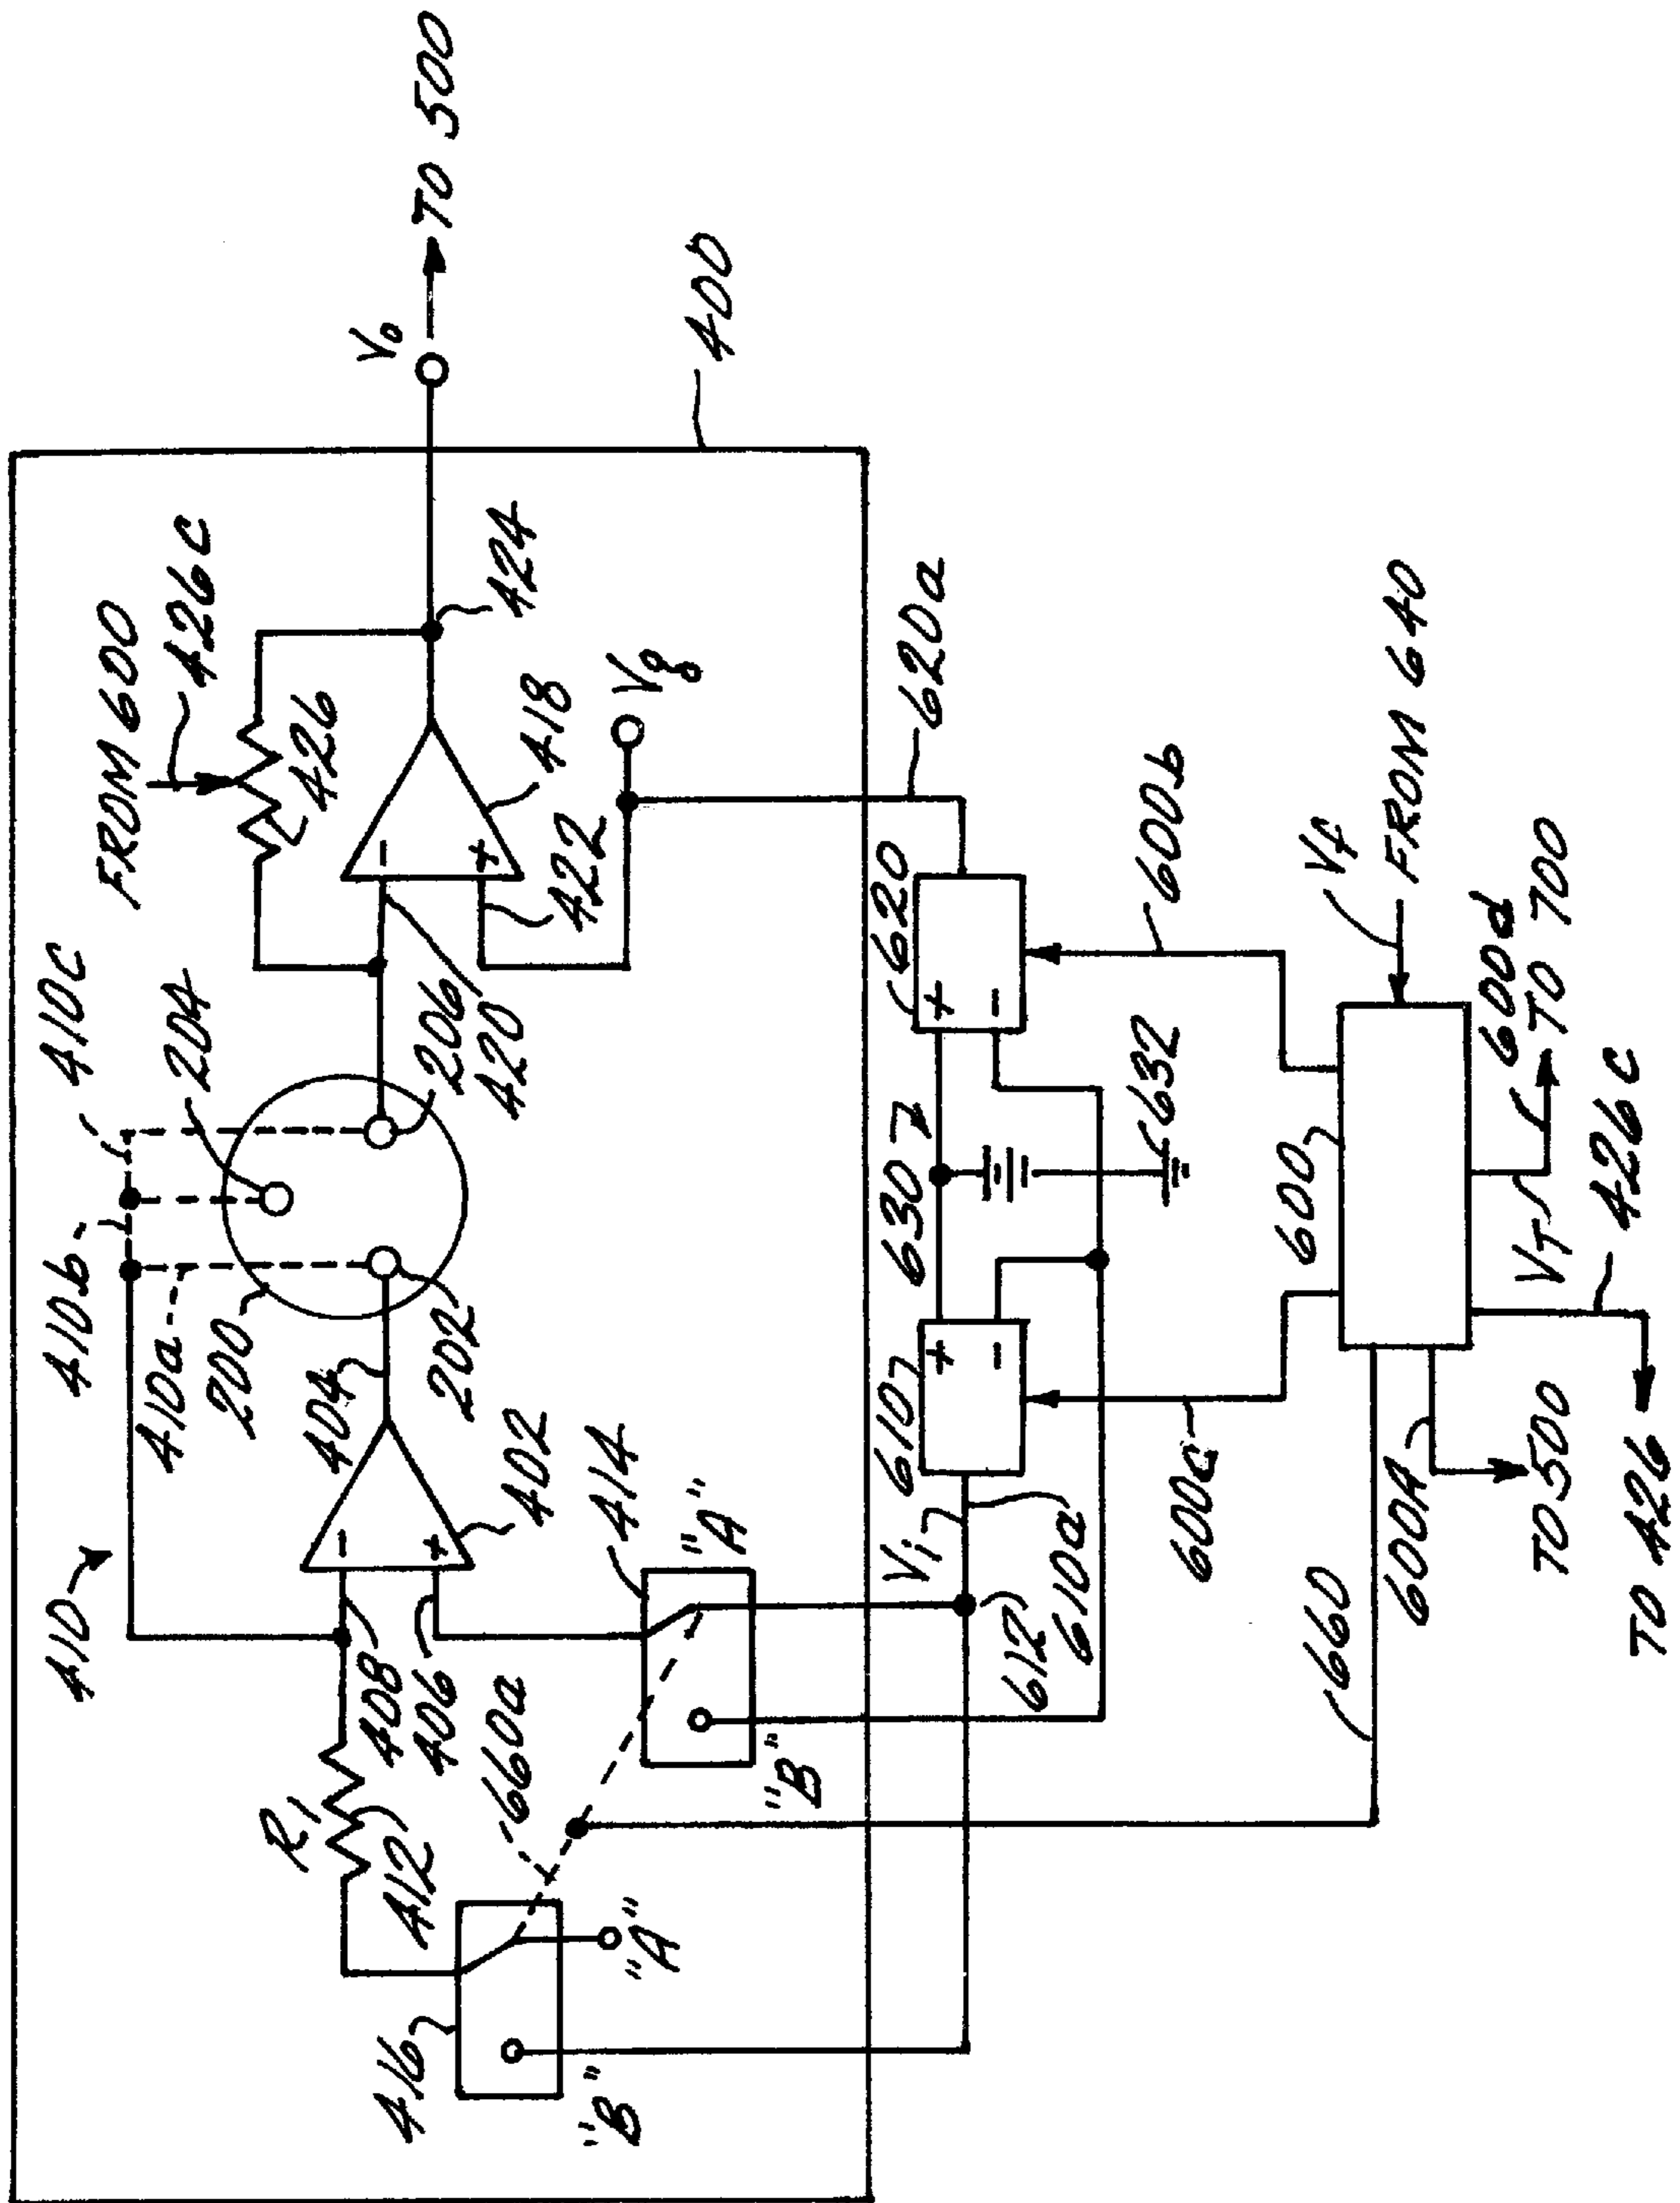 410
410b
410c
410a
204
200
404
202
206
420
FROM 600
426c
426
424
418
422
Vo
TO 500
Vg
400
R1
412
408
406
402
414
"A"
660a
416
"A"
"B"
"B"
Vi
612
610a
610
+
-
630
632
620
+
-
620a
600a
600b
600
Vf
FROM 640
660
600A
TO 500
VT
600d
TO 700
426c
TO 426
-
+
-
+